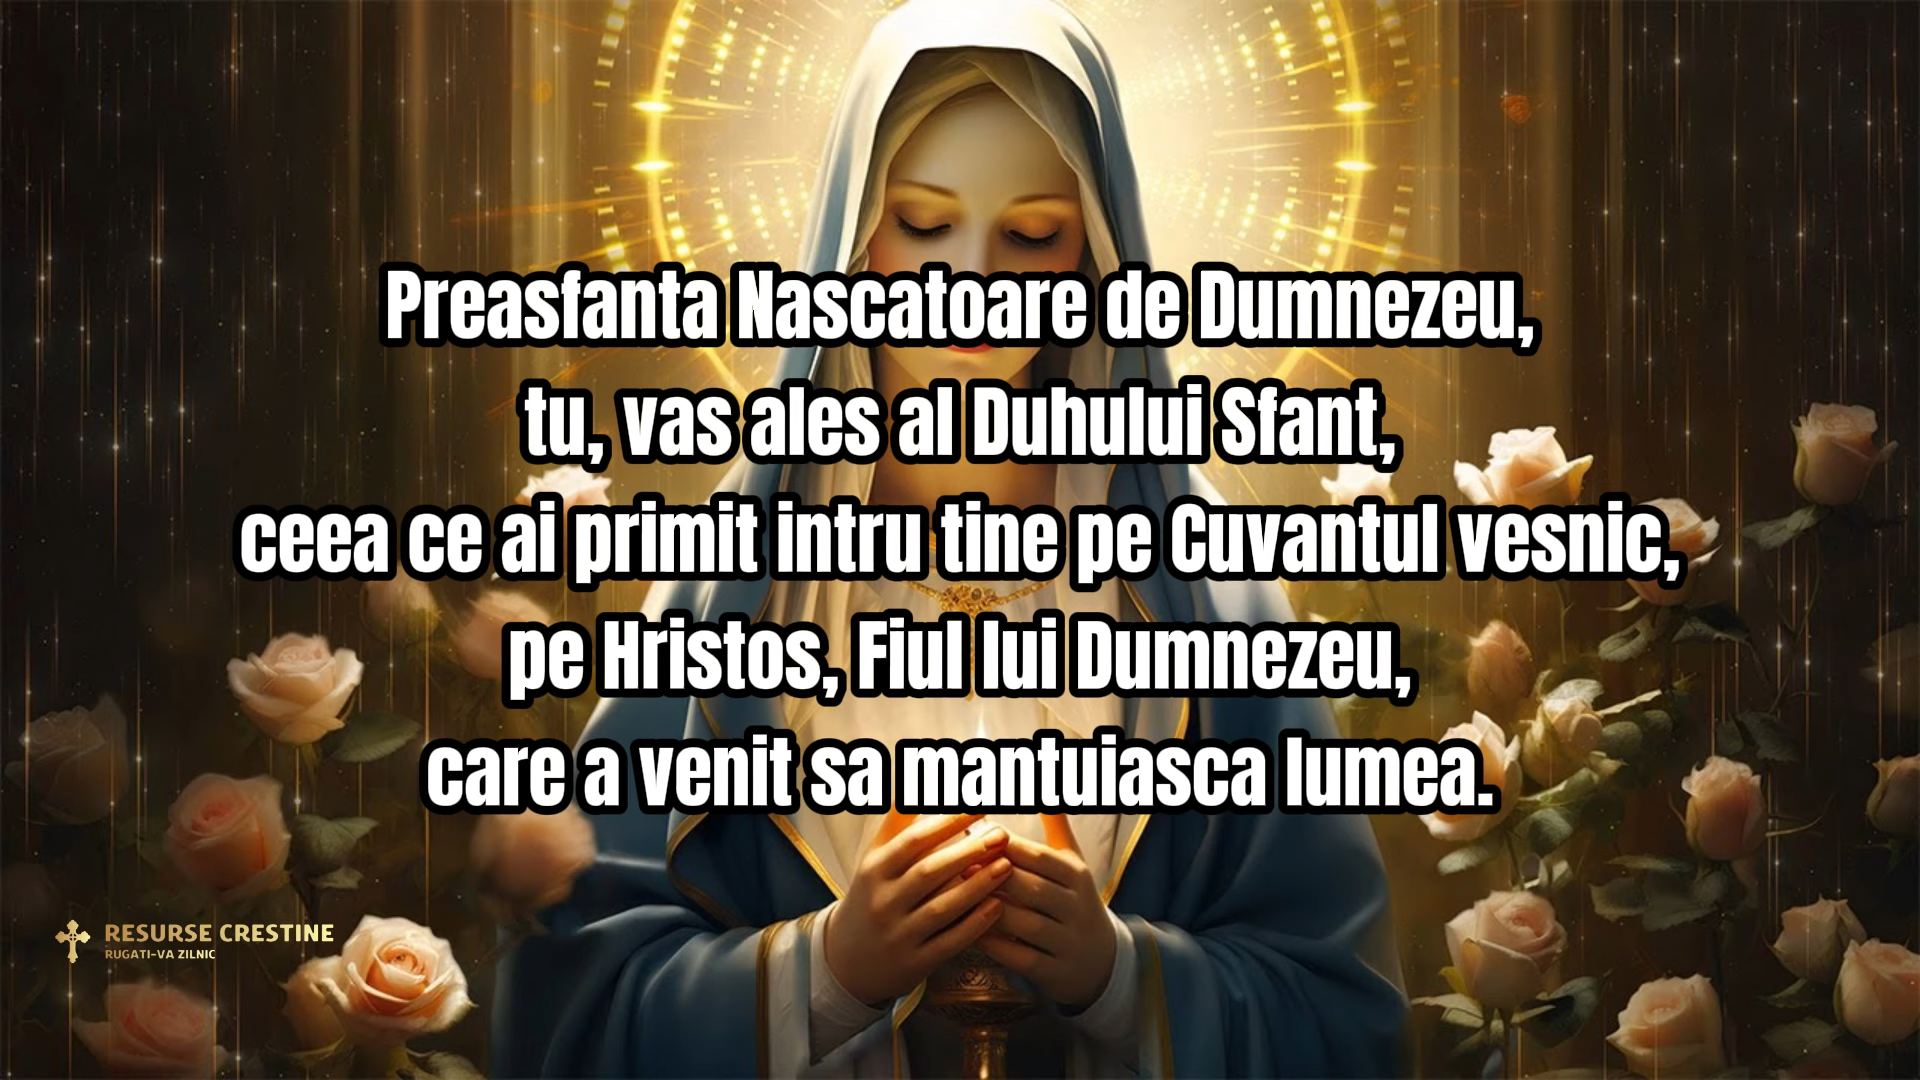 Preasfanta Nascatoare de Dumnezeu,
tu, vas ales al Duhului Sfant,
ceea ce ai primit intru tine pe Cuvantul vesnic,
pe Hristos, Fiul lui Dumnezeu,
care a venit sa mantuiasca lumea.
RESURSE CRESTINE
RUGATI-VA ZILNIC